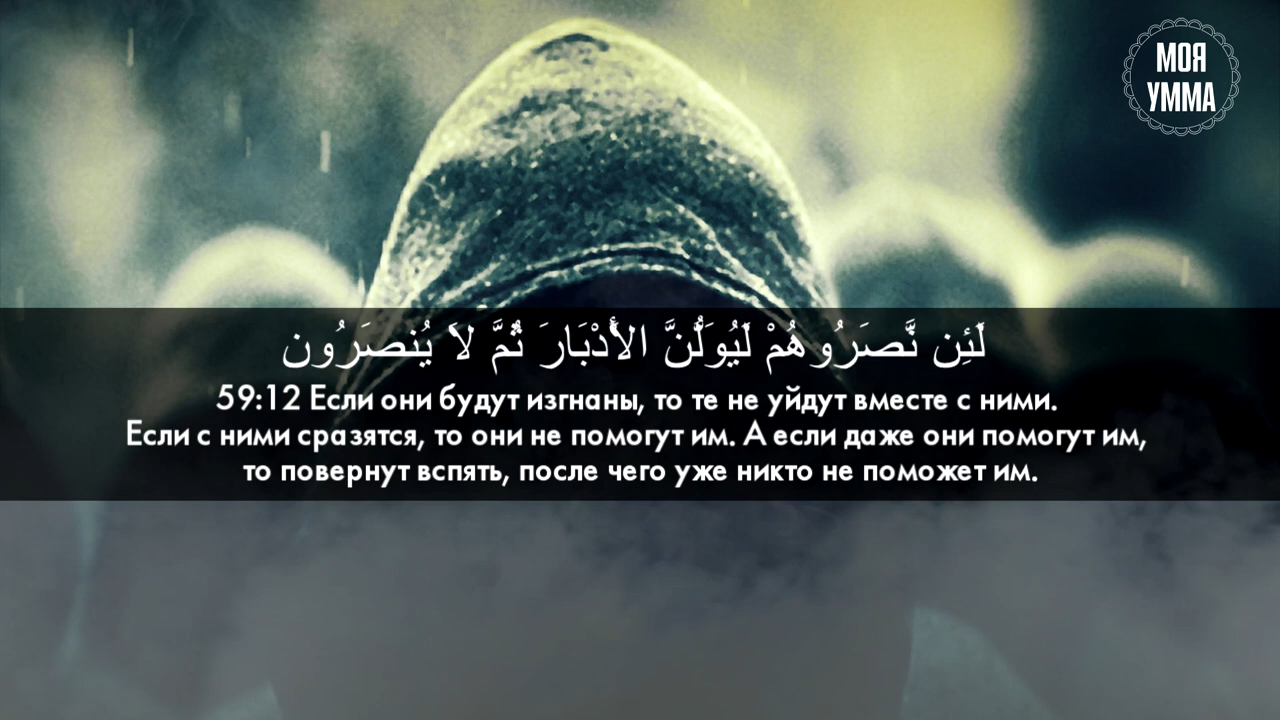 МОЯ
УММА
لَئِن نَّصَرُوهُمْ لَيُوَلُّنَّ الأَدْبَارَ ثُمَّ لاَ يُنصَرُون
59:12 Если они будут изгнаны, то те не уйдут вместе с ними.
Если с ними сразятся, то они не помогут им. А если даже они помогут им,
то повернут вспять, после чего уже никто не поможет им.